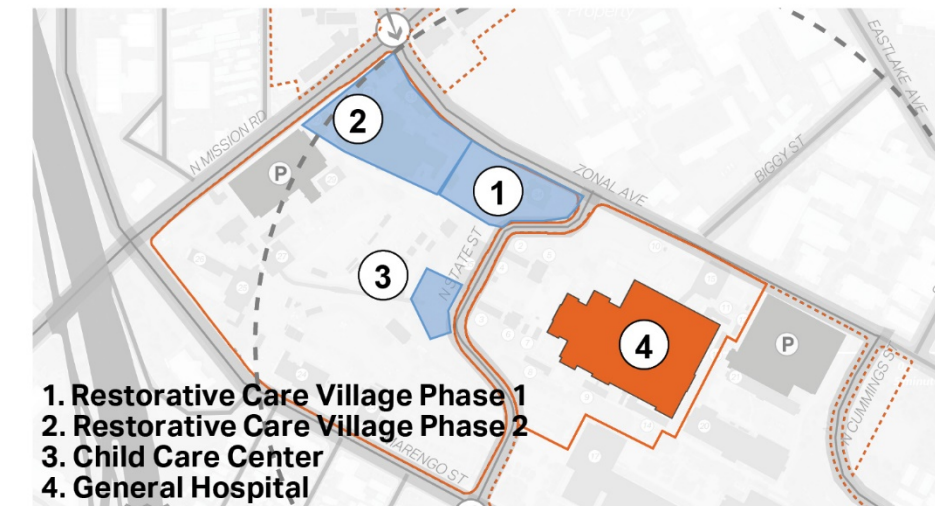 EASTLAKE AVE
N MISSION RD
2
P
BIGGY ST
ZONAL AVE
1
N STATE ST
3
4
P
N CUMMINGS S
1. Restorative Care Village Phase 1
2. Restorative Care Village Phase 2
3. Child Care Center
4. General Hospital
ARENGO ST